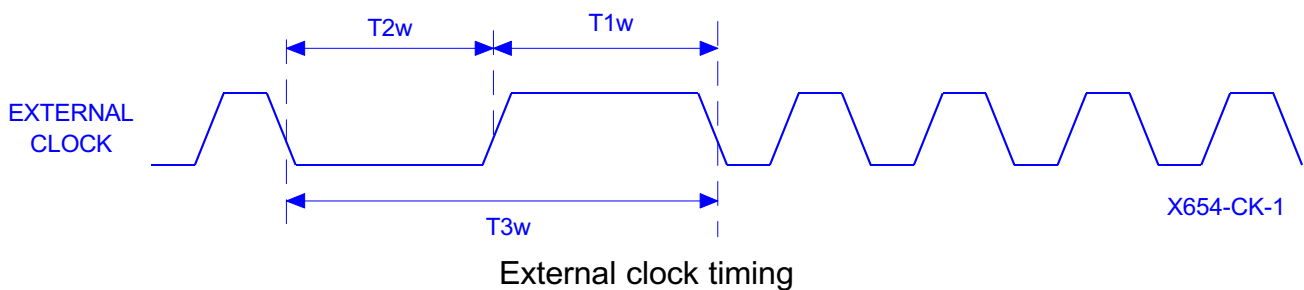 T2w
T1w
EXTERNAL
CLOCK
T3w
X654-CK-1
External clock timing